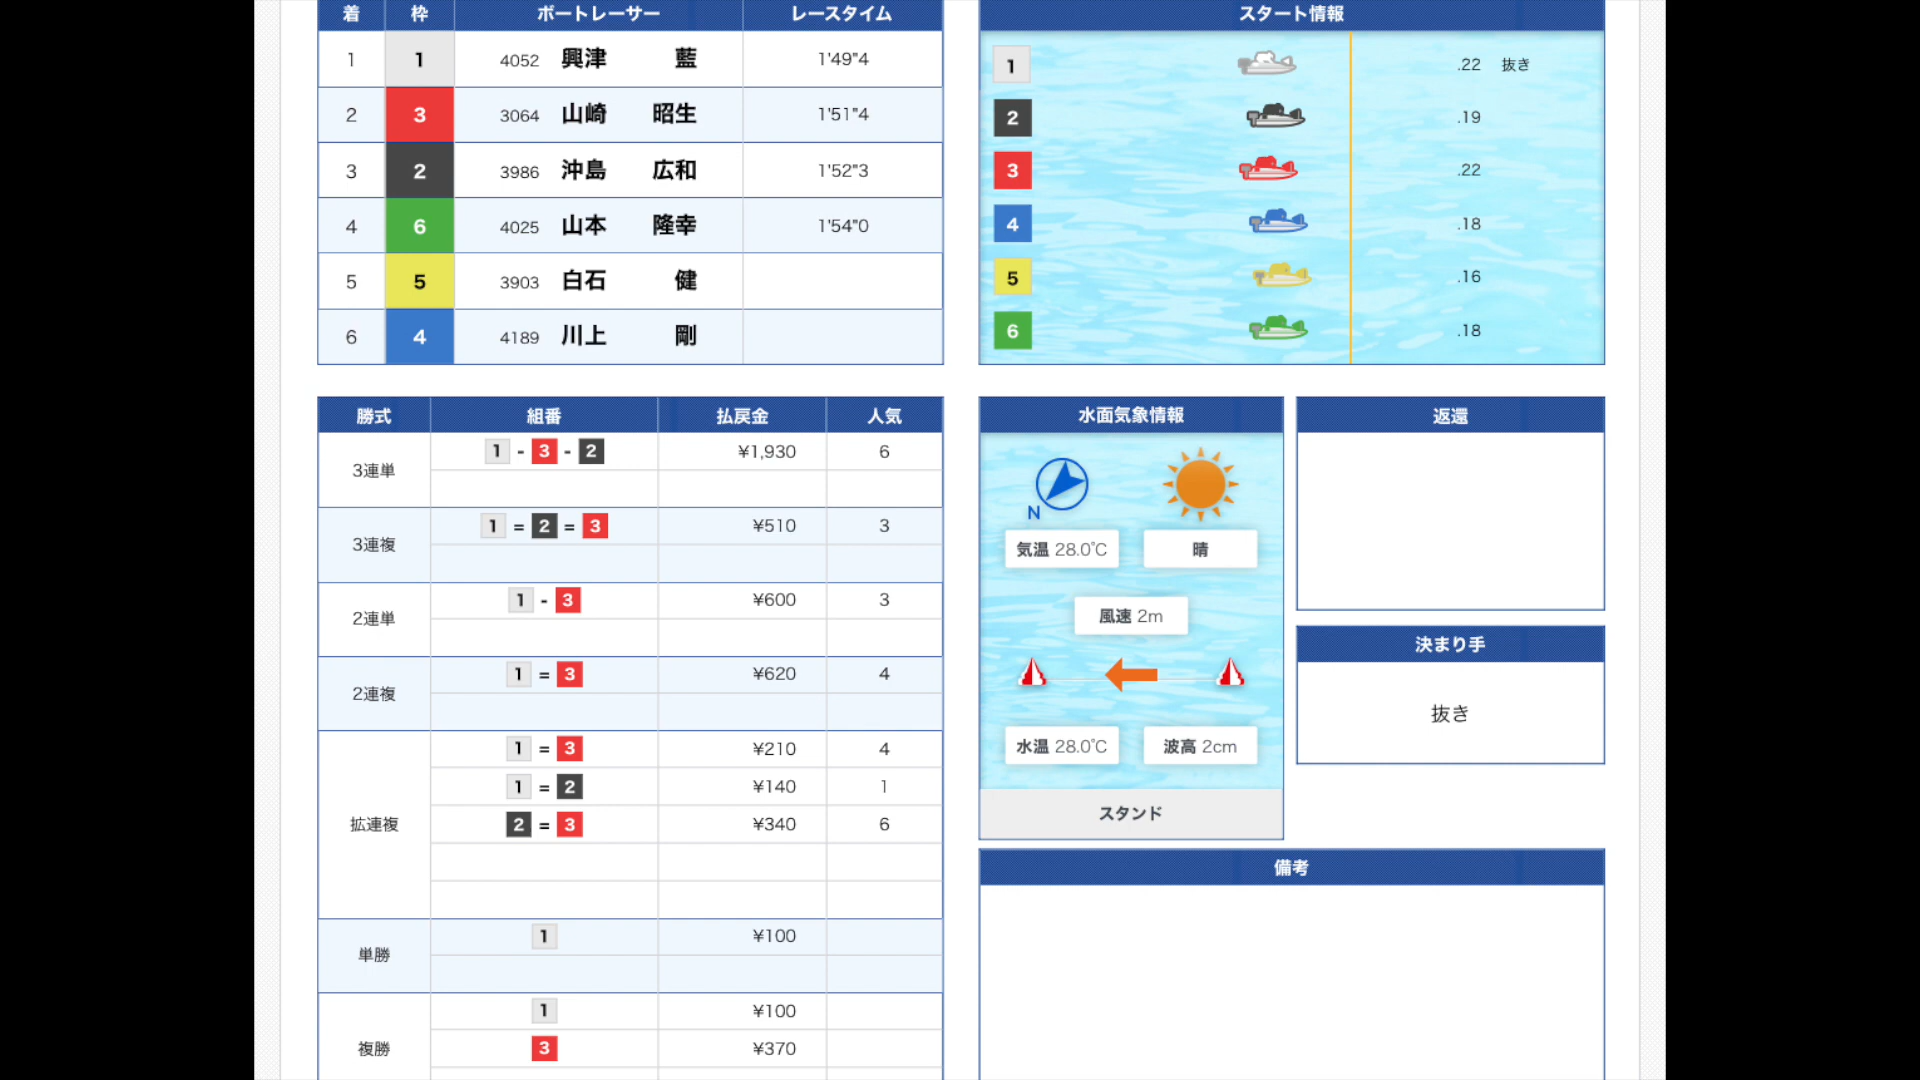 着 枠 ボートレーサー レースタイム
1 1 4052 興津 藍 1'49"4
2 3 3064 山崎 昭生 1'51"4
3 2 3986 沖島 広和 1'52"3
4 6 4025 山本 隆幸 1'54"0
5 5 3903 白石 健
6 4 4189 川上 剛
スタート情報
1 .22 抜き
2 .19
3 .22
4 .18
5 .16
6 .18
勝式 組番 払戻金 人気
3連単 1 - 3 - 2 ¥1,930 6
3連複 1 = 2 = 3 ¥510 3
2連単 1 - 3 ¥600 3
2連複 1 = 3 ¥620 4
拡連複 1 = 3 ¥210 4
1 = 2 ¥140 1
2 = 3 ¥340 6
単勝 1 ¥100
複勝 1 ¥100
3 ¥370
水面気象情報
N
気温 28.0℃ 晴
風速 2m
水温 28.0℃ 波高 2cm
スタンド
返還
決まり手
抜き
備考